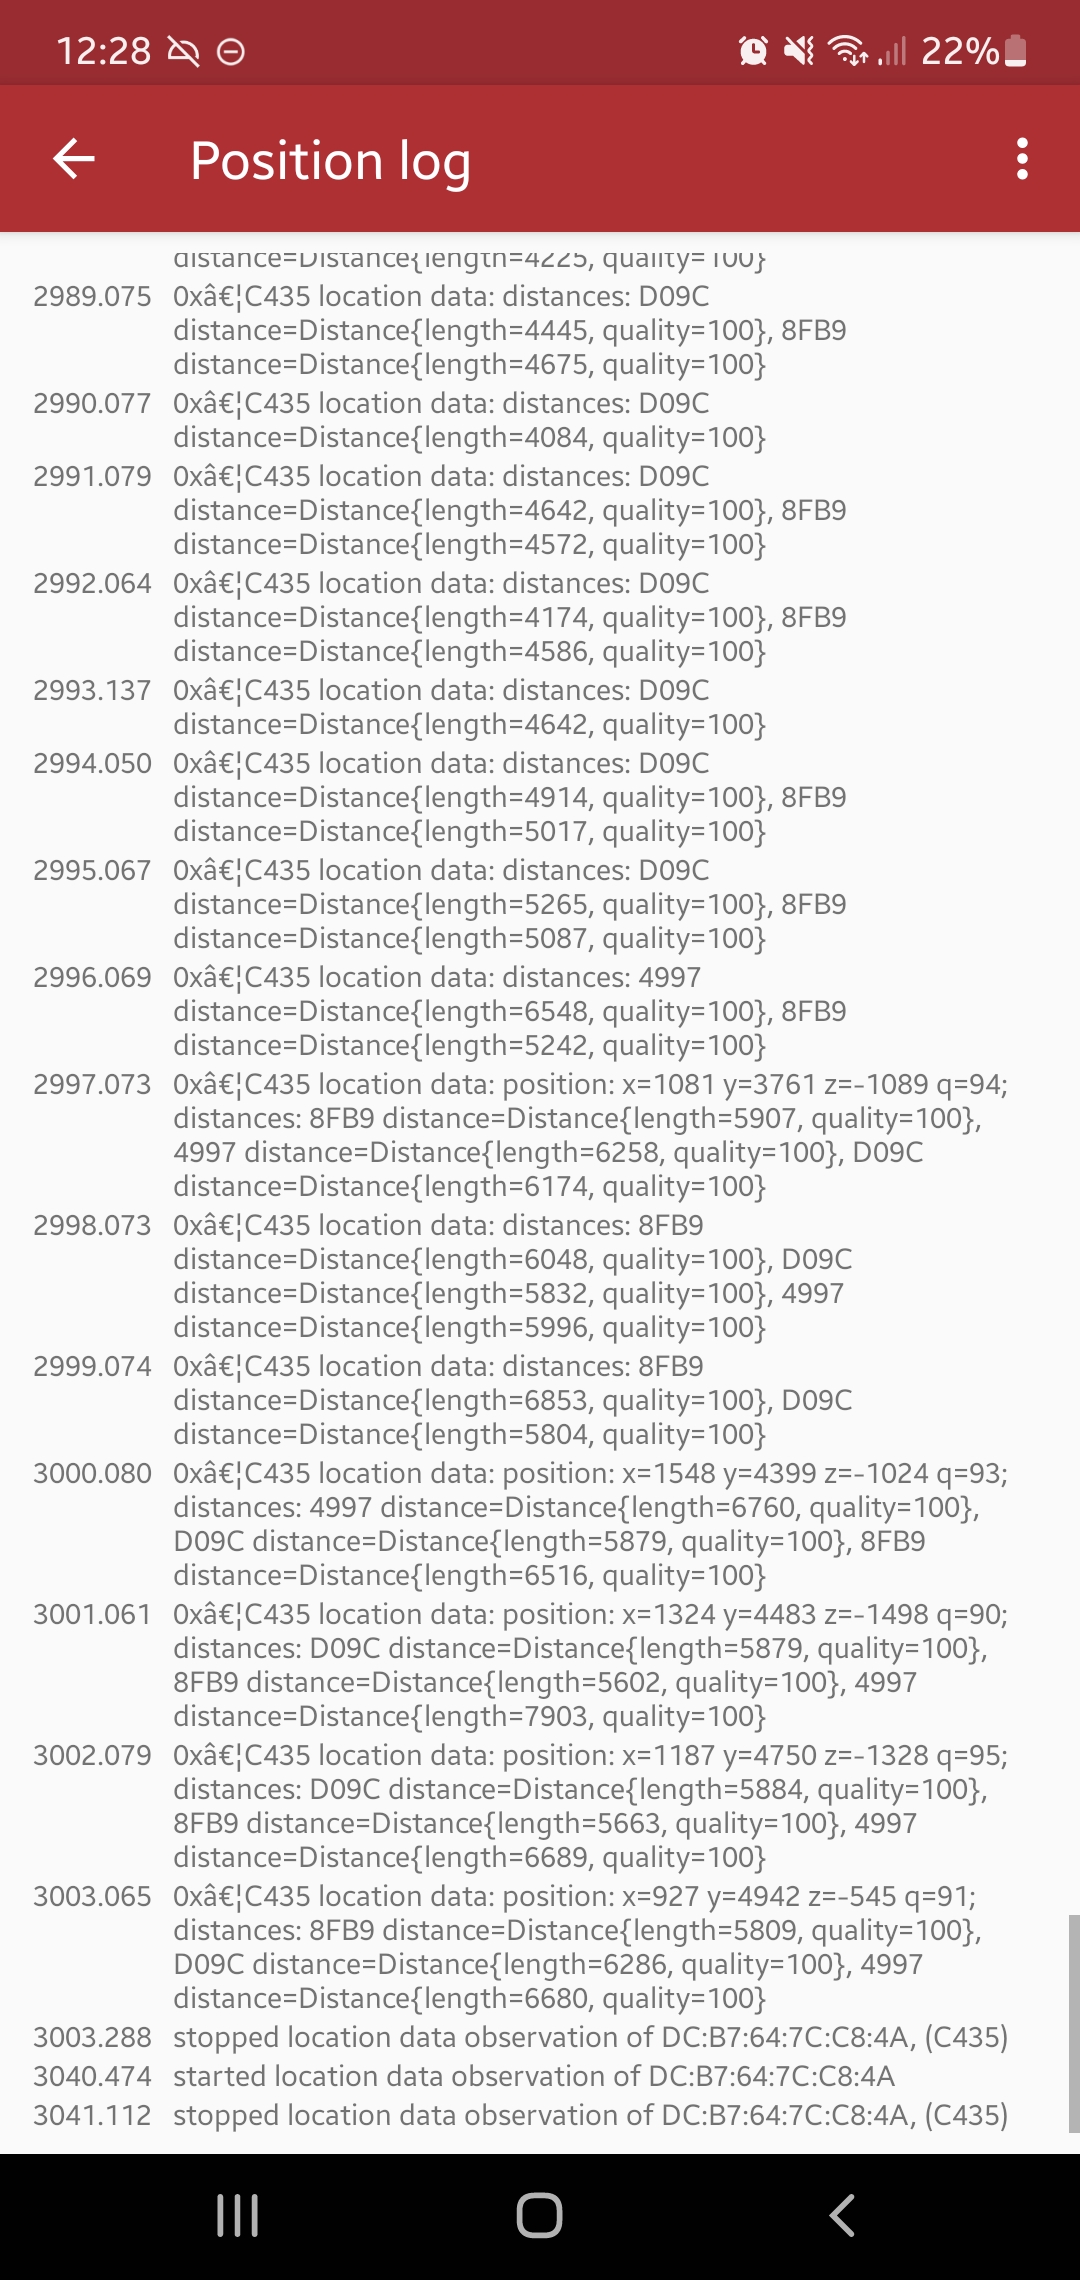 12:28 22%
Position log
distance=Distance{length=4225, quality=100}
2989.075 0xâ€¦C435 location data: distances: D09C
distance=Distance{length=4445, quality=100}, 8FB9
distance=Distance{length=4675, quality=100}
2990.077 0xâ€¦C435 location data: distances: D09C
distance=Distance{length=4084, quality=100}
2991.079 0xâ€¦C435 location data: distances: D09C
distance=Distance{length=4642, quality=100}, 8FB9
distance=Distance{length=4572, quality=100}
2992.064 0xâ€¦C435 location data: distances: D09C
distance=Distance{length=4174, quality=100}, 8FB9
distance=Distance{length=4586, quality=100}
2993.137 0xâ€¦C435 location data: distances: D09C
distance=Distance{length=4642, quality=100}
2994.050 0xâ€¦C435 location data: distances: D09C
distance=Distance{length=4914, quality=100}, 8FB9
distance=Distance{length=5017, quality=100}
2995.067 0xâ€¦C435 location data: distances: D09C
distance=Distance{length=5265, quality=100}, 8FB9
distance=Distance{length=5087, quality=100}
2996.069 0xâ€¦C435 location data: distances: 4997
distance=Distance{length=6548, quality=100}, 8FB9
distance=Distance{length=5242, quality=100}
2997.073 0xâ€¦C435 location data: position: x=1081 y=3761 z=-1089 q=94;
distances: 8FB9 distance=Distance{length=5907, quality=100},
4997 distance=Distance{length=6258, quality=100}, D09C
distance=Distance{length=6174, quality=100}
2998.073 0xâ€¦C435 location data: distances: 8FB9
distance=Distance{length=6048, quality=100}, D09C
distance=Distance{length=5832, quality=100}, 4997
distance=Distance{length=5996, quality=100}
2999.074 0xâ€¦C435 location data: distances: 8FB9
distance=Distance{length=6853, quality=100}, D09C
distance=Distance{length=5804, quality=100}
3000.080 0xâ€¦C435 location data: position: x=1548 y=4399 z=-1024 q=93;
distances: 4997 distance=Distance{length=6760, quality=100},
D09C distance=Distance{length=5879, quality=100}, 8FB9
distance=Distance{length=6516, quality=100}
3001.061 0xâ€¦C435 location data: position: x=1324 y=4483 z=-1498 q=90;
distances: D09C distance=Distance{length=5879, quality=100},
8FB9 distance=Distance{length=5602, quality=100}, 4997
distance=Distance{length=7903, quality=100}
3002.079 0xâ€¦C435 location data: position: x=1187 y=4750 z=-1328 q=95;
distances: D09C distance=Distance{length=5884, quality=100},
8FB9 distance=Distance{length=5663, quality=100}, 4997
distance=Distance{length=6689, quality=100}
3003.065 0xâ€¦C435 location data: position: x=927 y=4942 z=-545 q=91;
distances: 8FB9 distance=Distance{length=5809, quality=100},
D09C distance=Distance{length=6286, quality=100}, 4997
distance=Distance{length=6680, quality=100}
3003.288 stopped location data observation of DC:B7:64:7C:C8:4A, (C435)
3040.474 started location data observation of DC:B7:64:7C:C8:4A
3041.112 stopped location data observation of DC:B7:64:7C:C8:4A, (C435)